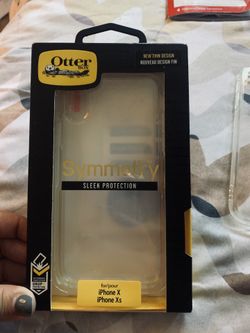 Otter
BOX
NEW THIN DESIGN
NOUVEAU DESIGN FIN
Symmetry
SLEEK PROTECTION
for/pour
iPhone X
iPhone Xs